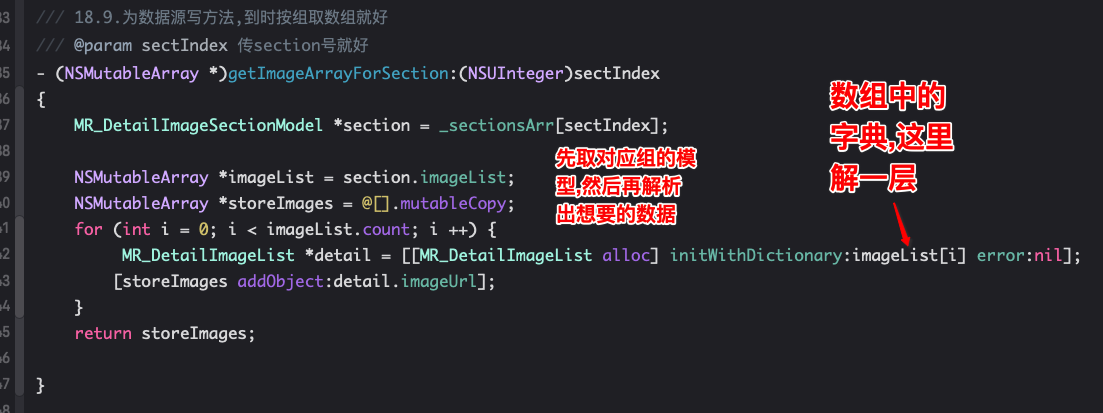 33 /// 18.9.为数据源写方法,到时按组取数组就好
34 /// @param sectIndex 传section号就好
35 - (NSMutableArray *)getImageArrayForSection:(NSUInteger)sectIndex
36 {
37 MR_DetailImageSectionModel *section = _sectionsArr[sectIndex];
38
39 NSMutableArray *imageList = section.imageList;
40 NSMutableArray *storeImages = @[].mutableCopy;
41 for (int i = 0; i < imageList.count; i ++) {
42 MR_DetailImageList *detail = [[MR_DetailImageList alloc] initWithDictionary:imageList[i] error:nil];
43 [storeImages addObject:detail.imageUrl];
44 }
45 return storeImages;
46
47 }
48
先取对应组的模
型,然后再解析
出想要的数据
数组中的
字典,这里
解一层